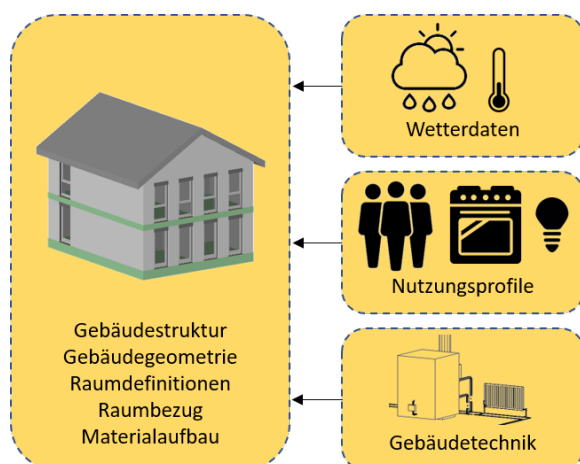 Wetterdaten
Nutzungsprofile
Gebäudestruktur
Gebäudegeometrie
Raumdefinitionen
Raumbezug
Materialaufbau
Gebäudetechnik